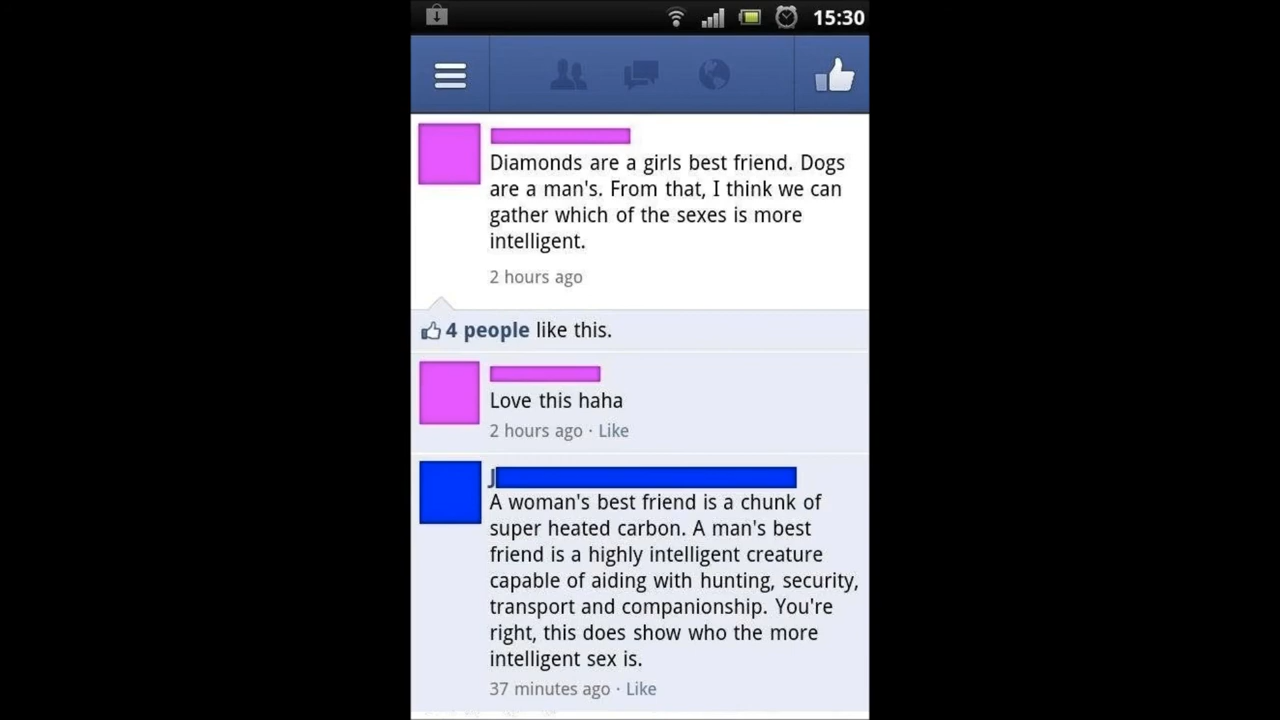 15:30
Diamonds are a girls best friend. Dogs
are a man's. From that, I think we can
gather which of the sexes is more
intelligent.
2 hours ago
4 people like this.
Love this haha
2 hours ago · Like
J
A woman's best friend is a chunk of
super heated carbon. A man's best
friend is a highly intelligent creature
capable of aiding with hunting, security,
transport and companionship. You're
right, this does show who the more
intelligent sex is.
37 minutes ago · Like